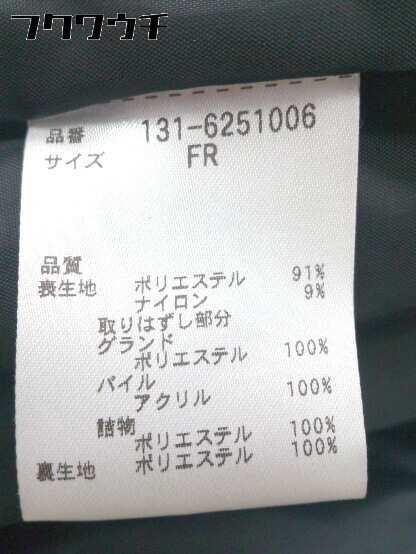 フクワウチ
品番 131-6251006
サイズ FR
品質
表生地 ポリエステル 91%
ナイロン 9%
取りはずし部分
グランド
ポリエステル 100%
パイル
アクリル 100%
詰物
ポリエステル 100%
裏生地 ポリエステル 100%